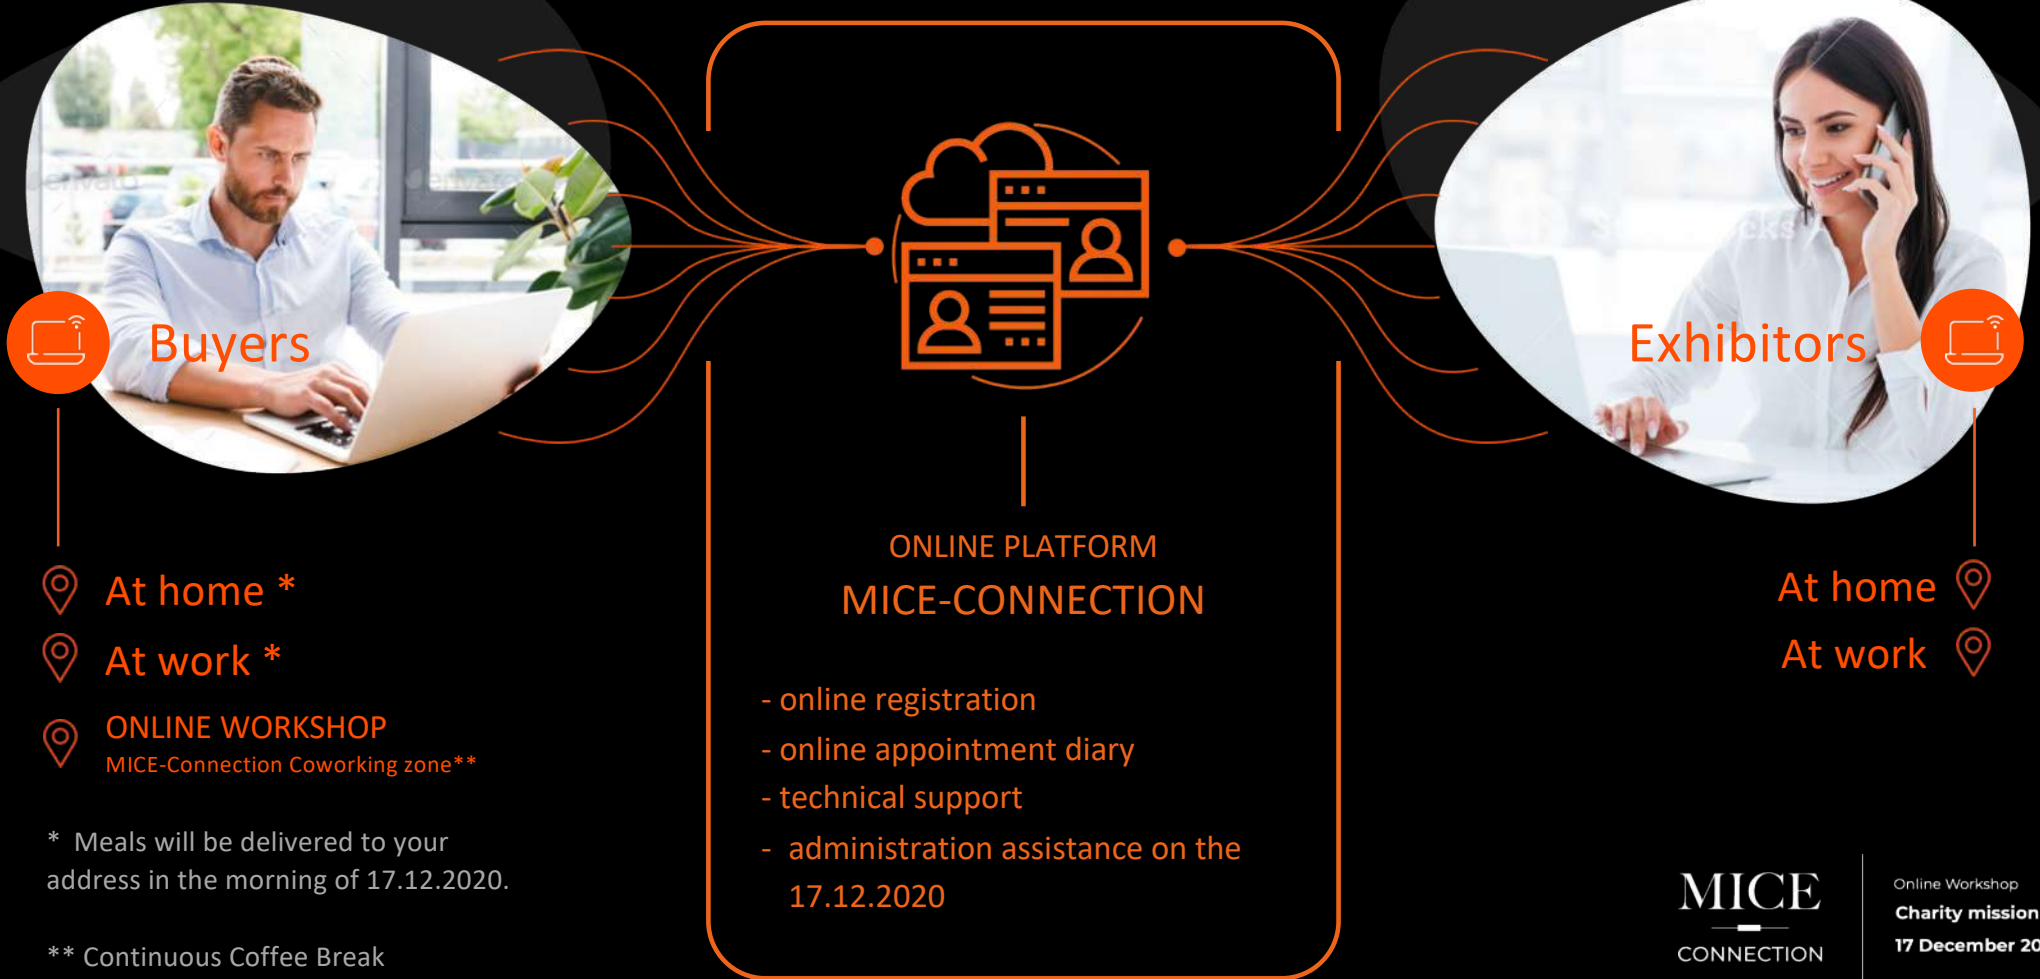 Buyers
Exhibitors
At home *
At work *
ONLINE WORKSHOP
MICE-Connection Coworking zone**
* Meals will be delivered to your
address in the morning of 17.12.2020.
** Continuous Coffee Break
ONLINE PLATFORM
MICE-CONNECTION
- online registration
- online appointment diary
- technical support
- administration assistance on the
17.12.2020
At home
At work
MICE
CONNECTION
Online Workshop
Charity mission
17 December 20